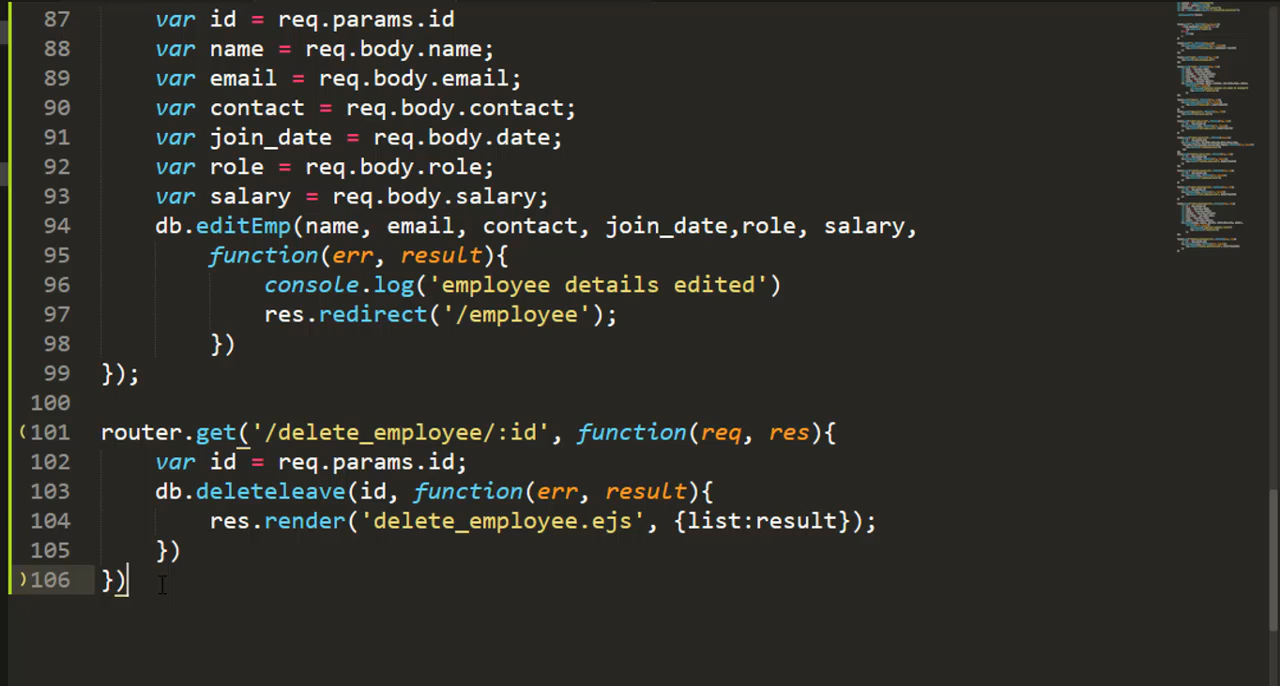 87 var id = req.params.id
88 var name = req.body.name;
89 var email = req.body.email;
90 var contact = req.body.contact;
91 var join_date = req.body.date;
92 var role = req.body.role;
93 var salary = req.body.salary;
94 db.editEmp(name, email, contact, join_date,role, salary,
95 function(err, result){
96 console.log('employee details edited')
97 res.redirect('/employee');
98 })
99 });
100
101 router.get('/delete_employee/:id', function(req, res){
102 var id = req.params.id;
103 db.deleteleave(id, function(err, result){
104 res.render('delete_employee.ejs', {list:result});
105 })
106 })